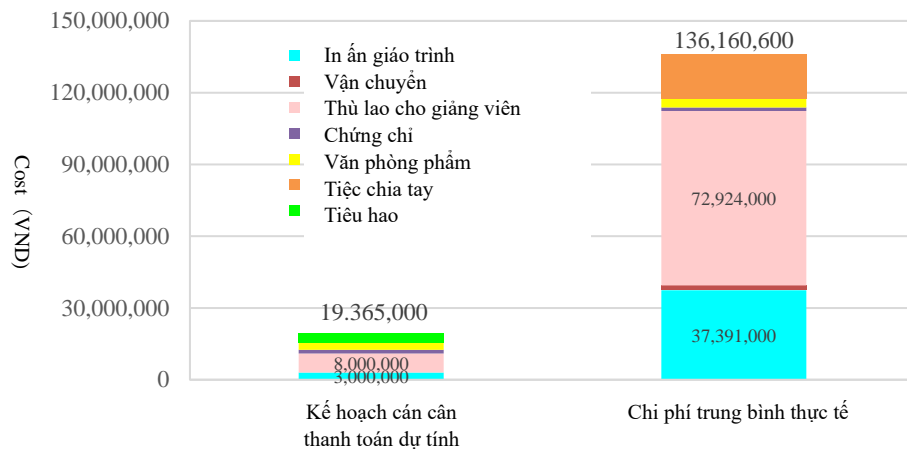 150,000,000
120,000,000
90,000,000
60,000,000
30,000,000
0
Cost (VND)
In ấn giáo trình
Vận chuyển
Thù lao cho giảng viên
Chứng chỉ
Văn phòng phẩm
Tiệc chia tay
Tiêu hao
19.365,000
8,000,000
3,000,000
136,160,600
72,924,000
37,391,000
Kế hoạch cán cân
thanh toán dự tính
Chi phí trung bình thực tế